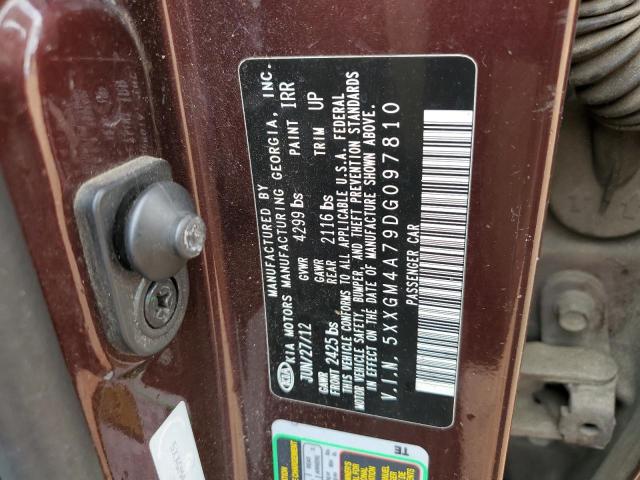 KIA
MANUFACTURED BY
KIA MOTORS MANUFACTURING GEORGIA, INC.
JUN/27/12 GVWR 4299 lbs PAINT IRR
GAWR FRONT 2425 lbs GAWR REAR 2116 lbs TRIM UP
THIS VEHICLE CONFORMS TO ALL APPLICABLE U.S.A. FEDERAL
MOTOR VEHICLE SAFETY, BUMPER, AND THEFT PREVENTION STANDARDS
IN EFFECT ON THE DATE OF MANUFACTURE SHOWN ABOVE.
V.I.N. 5XXGM4A79DG097810
PASSENGER CAR